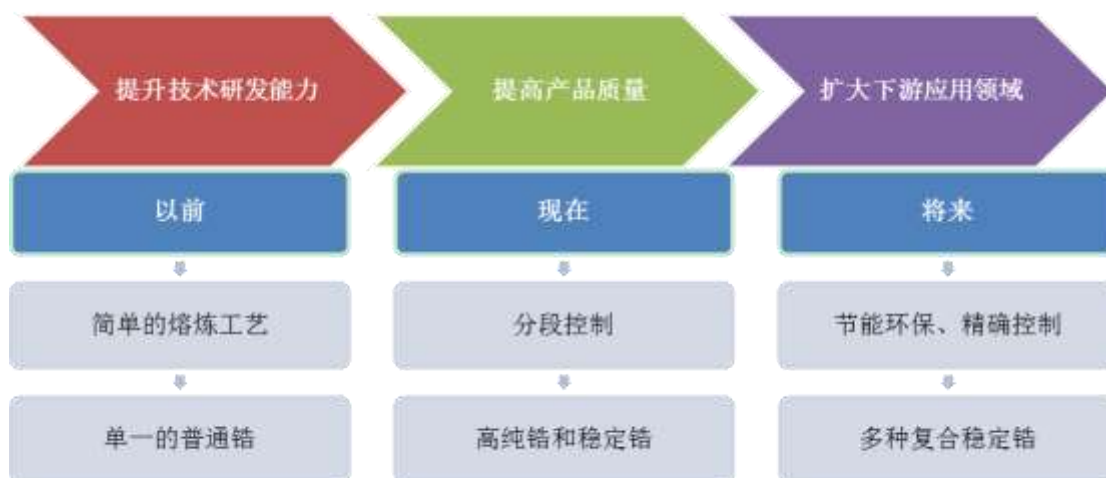 提升技术研发能力
提高产品质量
扩大下游应用领域
以前
现在
将来
简单的熔炼工艺
分段控制
节能环保、精确控制
单一的普通锆
高纯锆和稳定锆
多种复合稳定锆